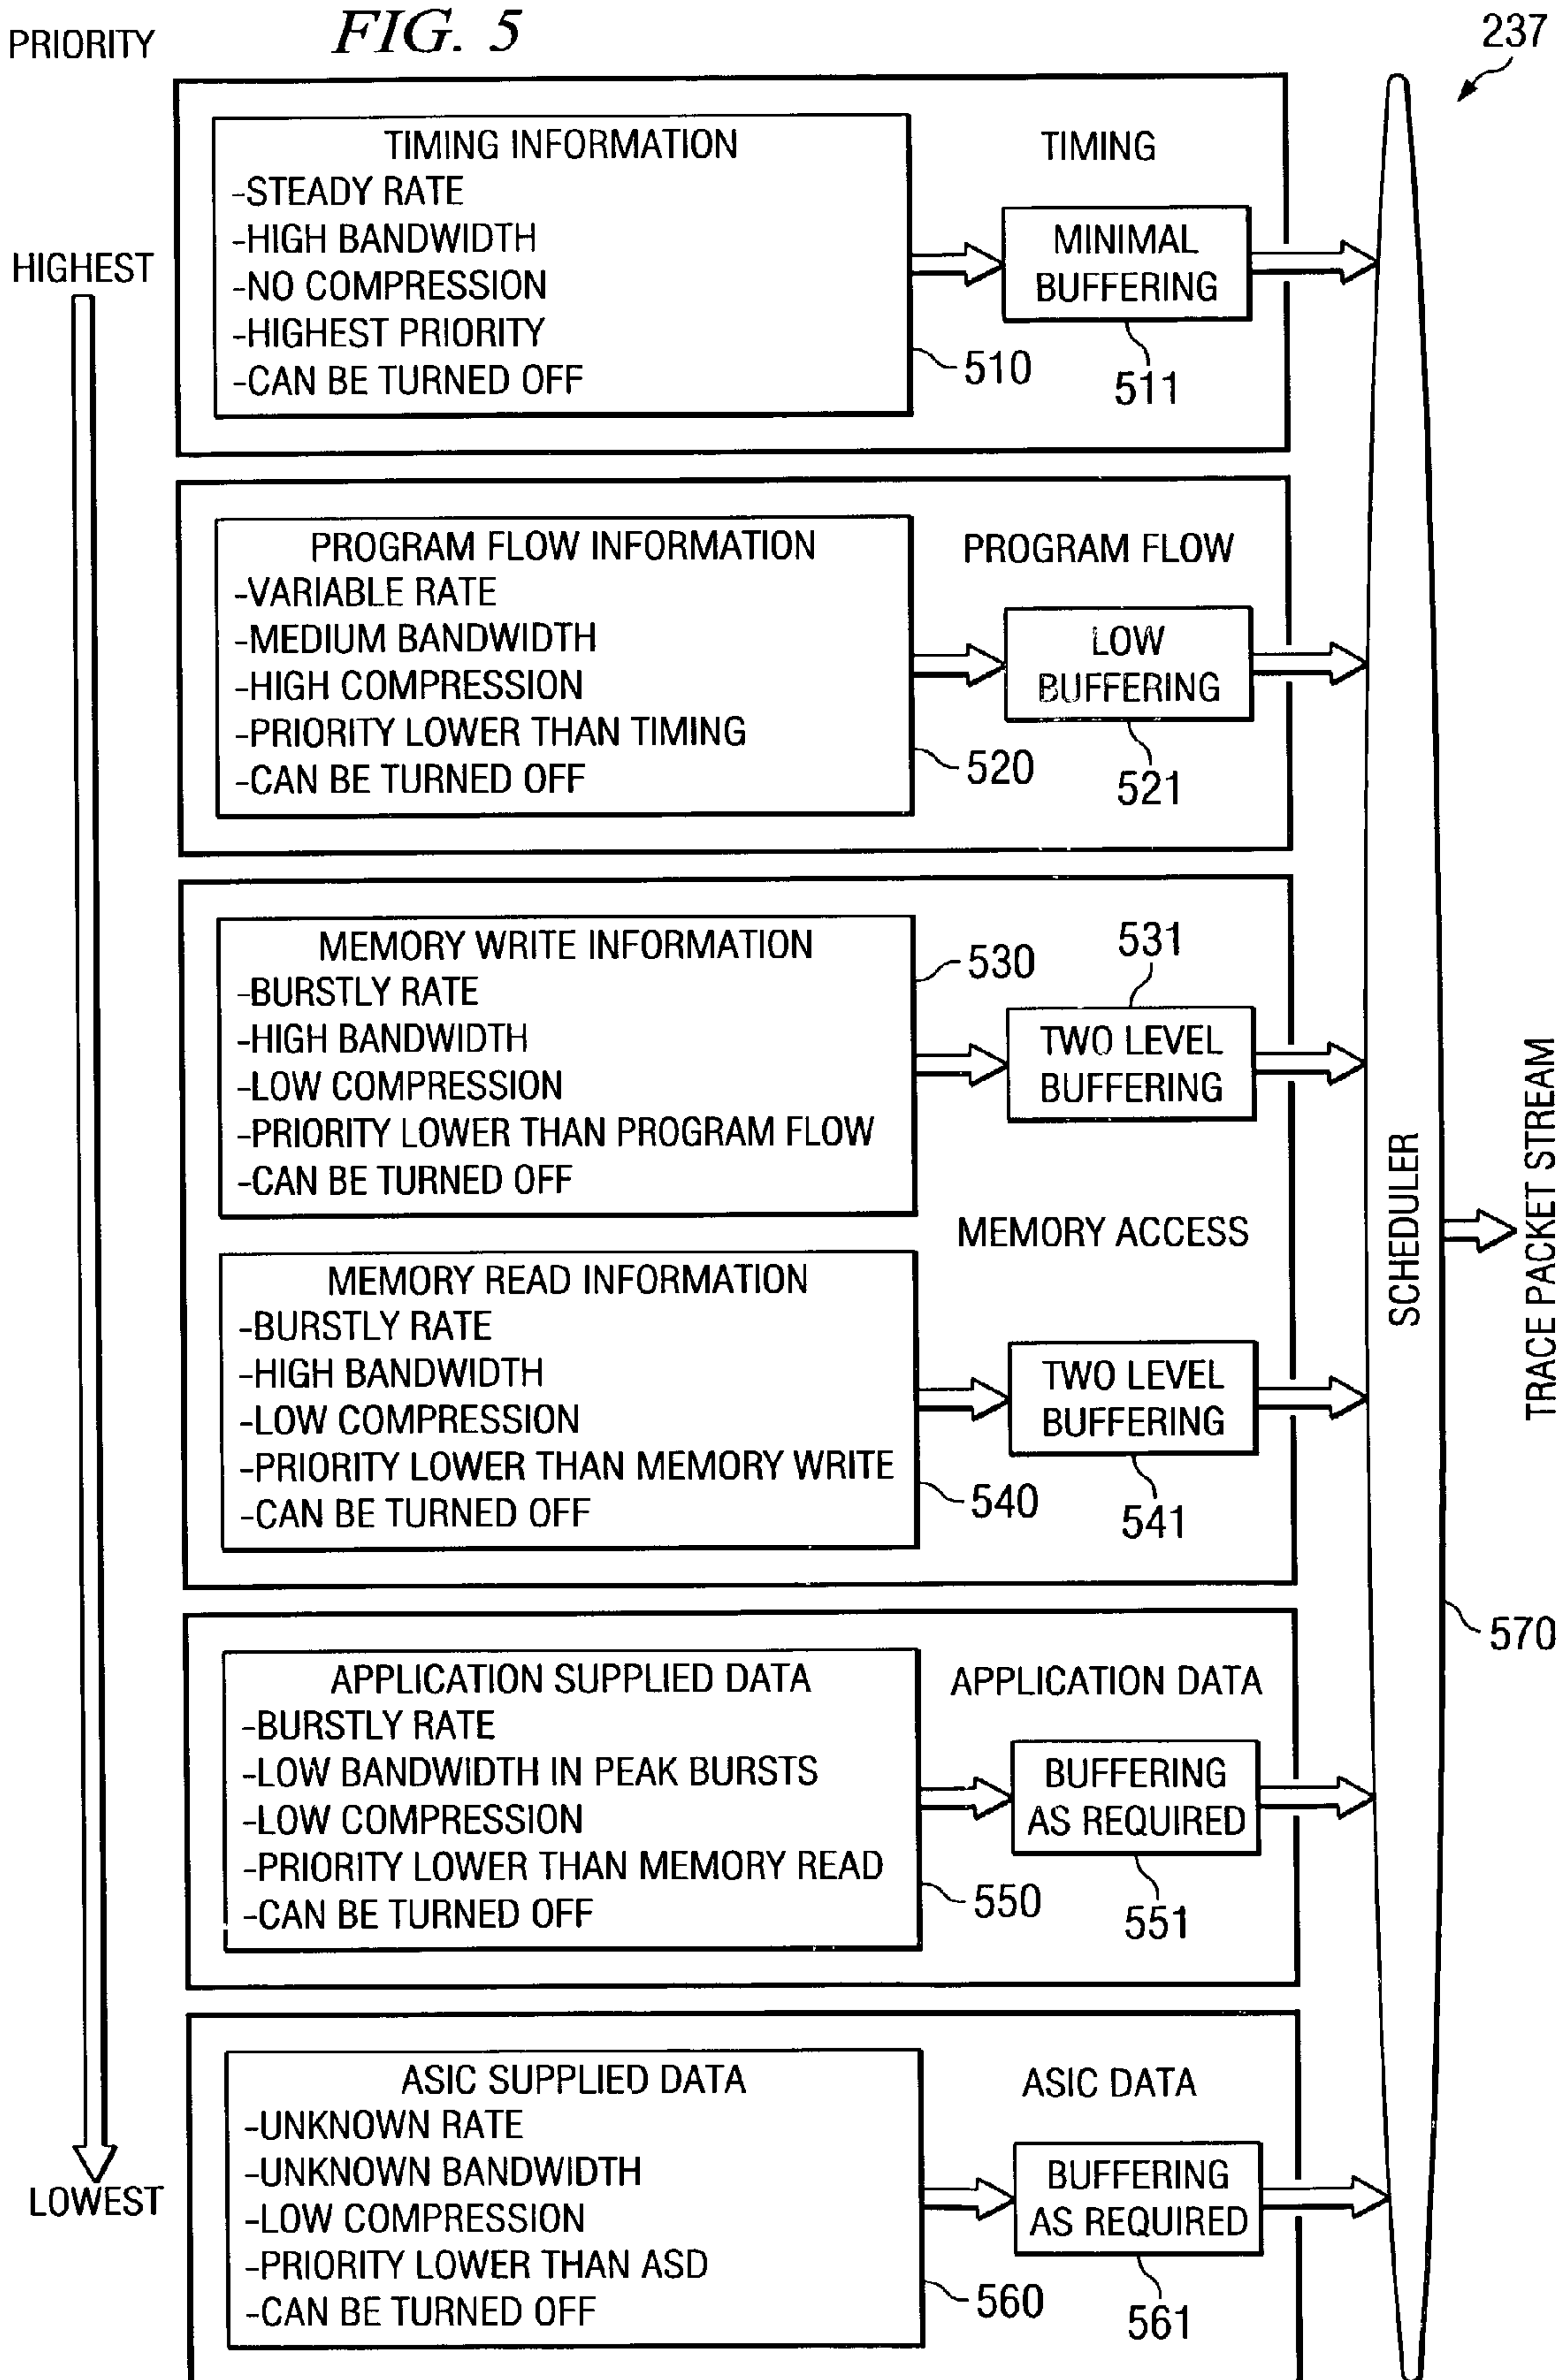 PRIORITY
FIG. 5
237
TIMING INFORMATION
-STEADY RATE
-HIGH BANDWIDTH
-NO COMPRESSION
-HIGHEST PRIORITY
-CAN BE TURNED OFF
510
TIMING
MINIMAL
BUFFERING
511
HIGHEST
PROGRAM FLOW INFORMATION
-VARIABLE RATE
-MEDIUM BANDWIDTH
-HIGH COMPRESSION
-PRIORITY LOWER THAN TIMING
-CAN BE TURNED OFF
520
PROGRAM FLOW
LOW
BUFFERING
521
MEMORY WRITE INFORMATION
-BURSTLY RATE
-HIGH BANDWIDTH
-LOW COMPRESSION
-PRIORITY LOWER THAN PROGRAM FLOW
-CAN BE TURNED OFF
530
531
TWO LEVEL
BUFFERING
MEMORY ACCESS
MEMORY READ INFORMATION
-BURSTLY RATE
-HIGH BANDWIDTH
-LOW COMPRESSION
-PRIORITY LOWER THAN MEMORY WRITE
-CAN BE TURNED OFF
540
TWO LEVEL
BUFFERING
541
SCHEDULER
TRACE PACKET STREAM
570
APPLICATION SUPPLIED DATA
-BURSTLY RATE
-LOW BANDWIDTH IN PEAK BURSTS
-LOW COMPRESSION
-PRIORITY LOWER THAN MEMORY READ
-CAN BE TURNED OFF
550
APPLICATION DATA
BUFFERING
AS REQUIRED
551
ASIC SUPPLIED DATA
-UNKNOWN RATE
-UNKNOWN BANDWIDTH
-LOW COMPRESSION
-PRIORITY LOWER THAN ASD
-CAN BE TURNED OFF
560
ASIC DATA
BUFFERING
AS REQUIRED
561
LOWEST